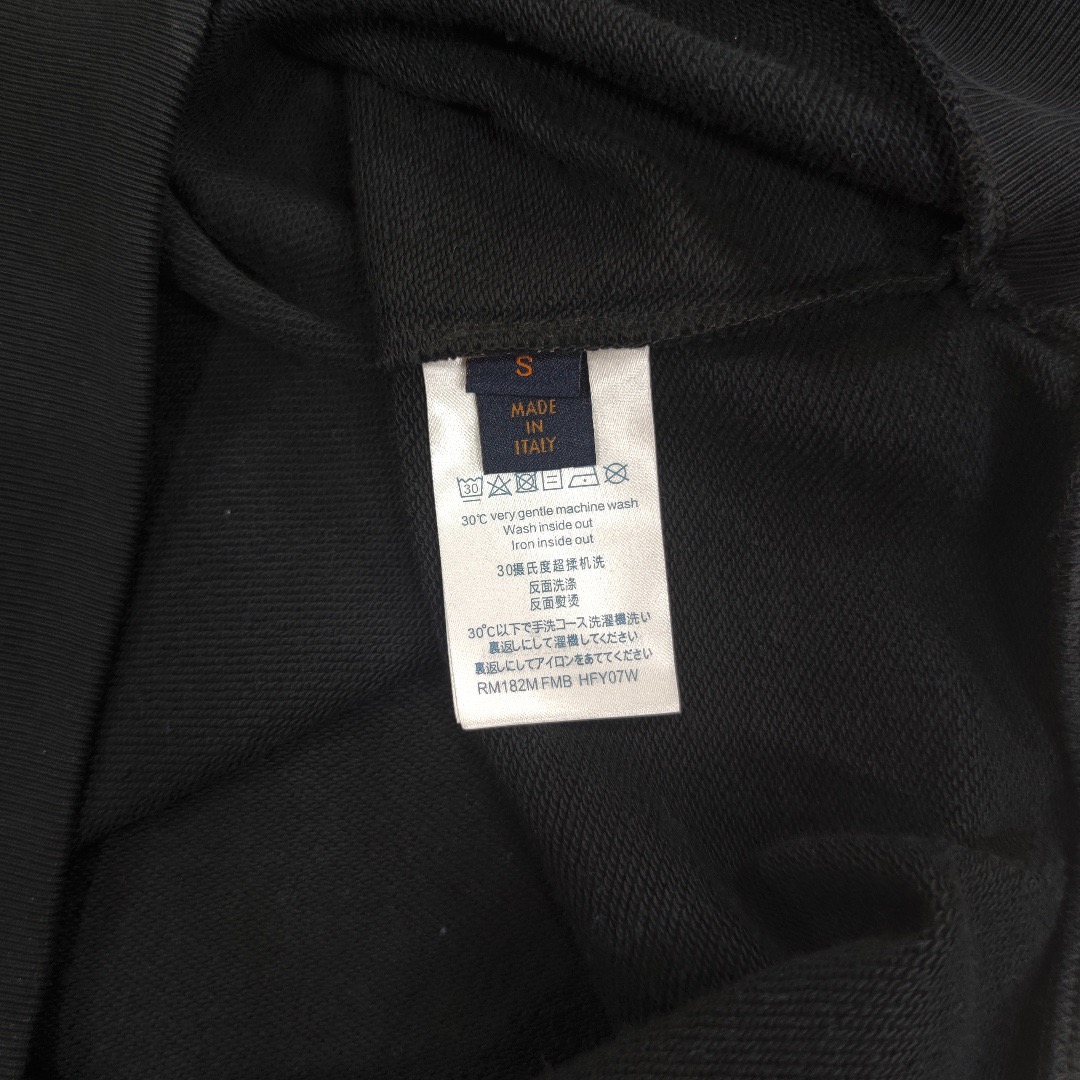 S
MADE
IN
ITALY
30
30℃ very gentle machine wash
Wash inside out
Iron inside out
30摄氏度超揉机洗
反面洗涤
反面熨烫
30℃以下で手洗コース洗濯機洗い
裏返しにして濯機してください
裏返しにしてアイロンをあててください
RM182M FMB HFY07W